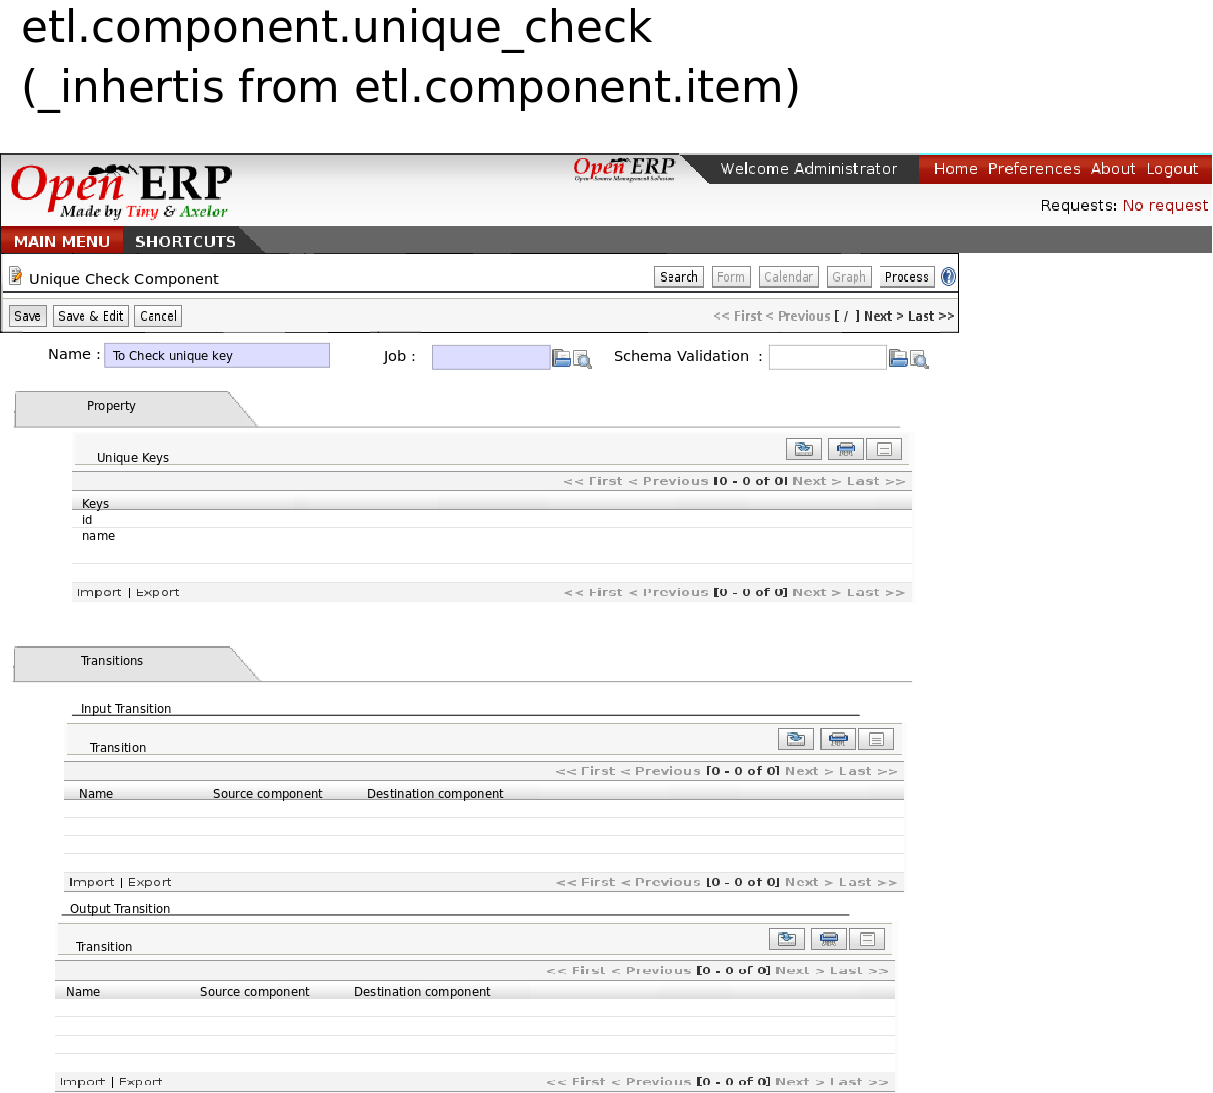 etl.component.unique_check
(_inhertis from etl.component.item)
Open ERP
Made by Tiny & Axelor
Open ERP
Open Source Management Solution
Welcome Administrator
Home Preferences About Logout
Requests: No request
MAIN MENU SHORTCUTS
Unique Check Component
Search Form Calendar Graph Process ?
Save Save & Edit Cancel
<< First < Previous [ / ] Next > Last >>
Name : To Check unique key Job : Schema Validation :
Property
Unique Keys
<< First < Previous [0 - 0 of 0] Next > Last >>
Keys
id
name
Import | Export << First < Previous [0 - 0 of 0] Next > Last >>
Transitions
Input Transition
Transition
<< First < Previous [0 - 0 of 0] Next > Last >>
Name Source component Destination component
Import | Export << First < Previous [0 - 0 of 0] Next > Last >>
Output Transition
Transition
<< First < Previous [0 - 0 of 0] Next > Last >>
Name Source component Destination component
Import | Export << First < Previous [0 - 0 of 0] Next > Last >>